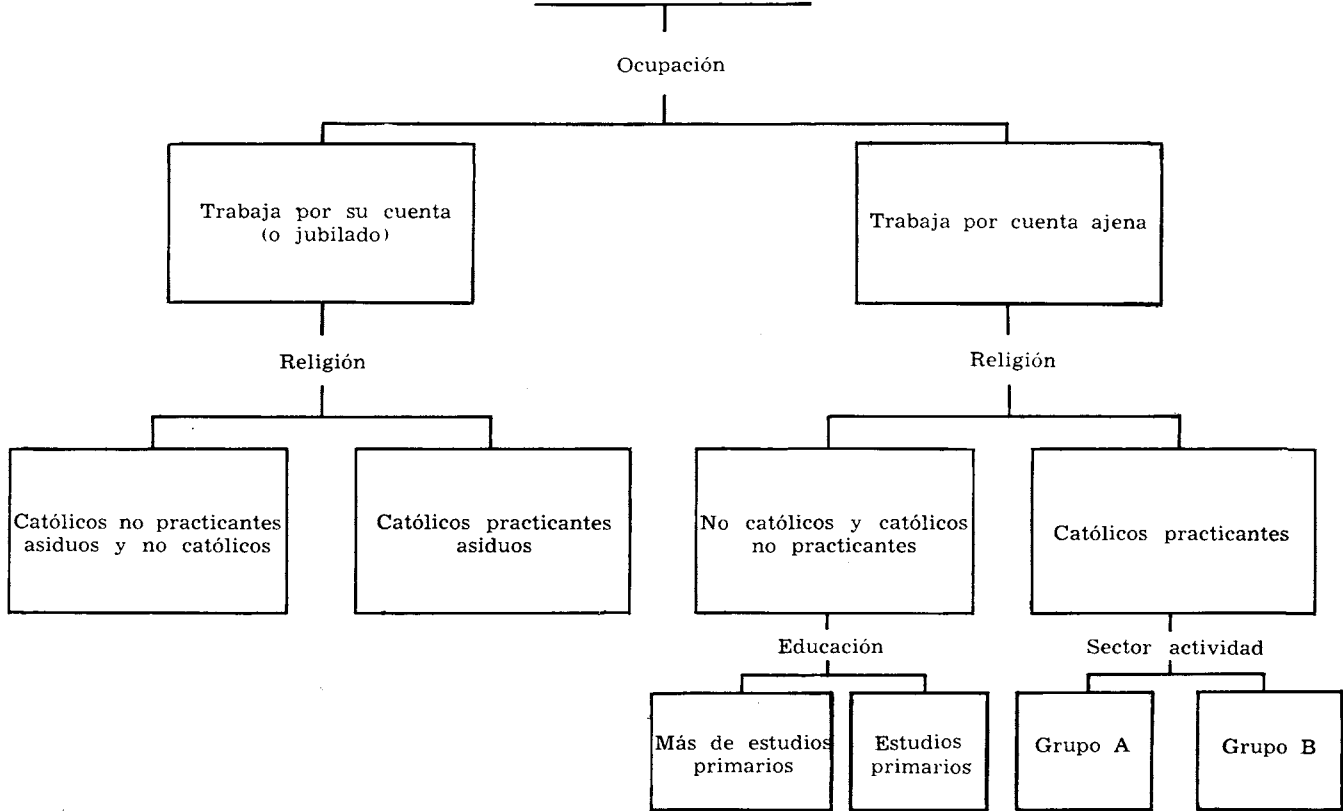 Ocupación
Trabaja por su cuenta
(o jubilado)
Trabaja por cuenta ajena
Religión
Religión
Católicos no practicantes
asiduos y no católicos
Católicos practicantes
asiduos
No católicos y católicos
no practicantes
Católicos practicantes
Educación
Sector actividad
Más de estudios
primarios
Estudios
primarios
Grupo A
Grupo B